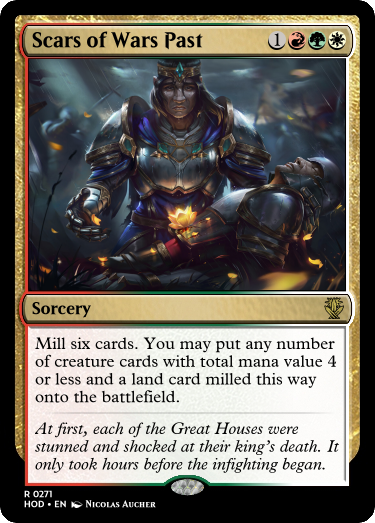 Scars of Wars Past 1
Sorcery
Mill six cards. You may put any number
of creature cards with total mana value 4
or less and a land card milled this way
onto the battlefield.
At first, each of the Great Houses were
stunned and shocked at their king's death. It
only took hours before the infighting began.
R 0271
HOD • EN Nicolas Aucher